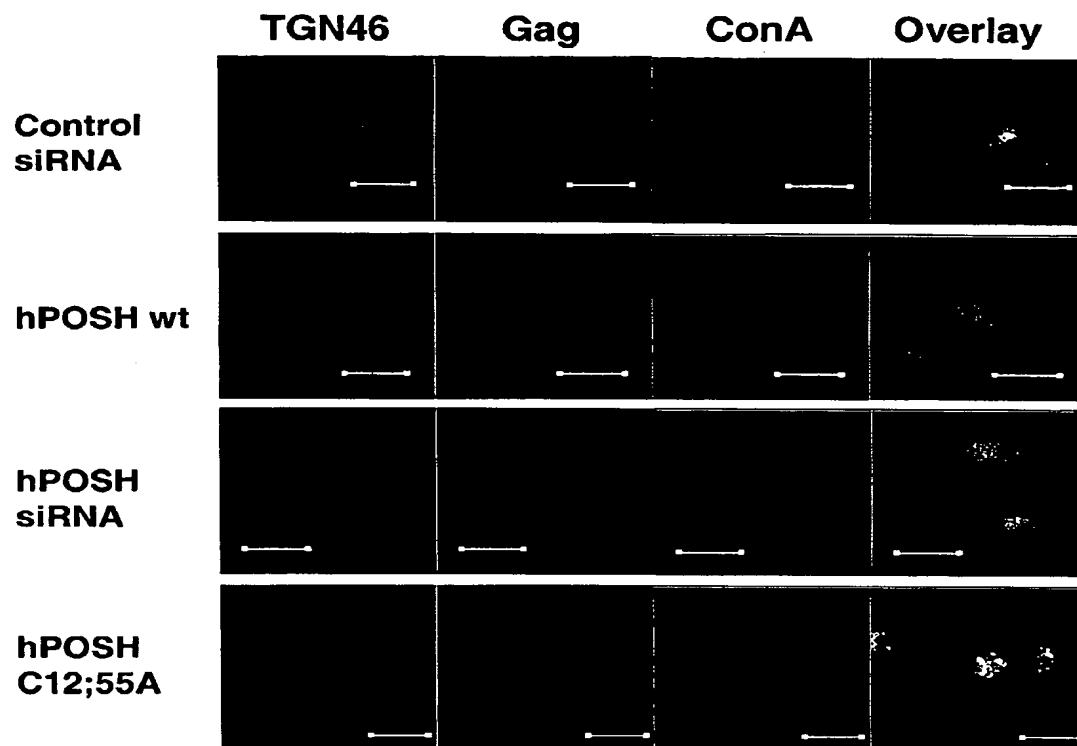 TGN46 Gag ConA Overlay
Control
siRNA
hPOSH wt
hPOSH
siRNA
hPOSH
C12;55A